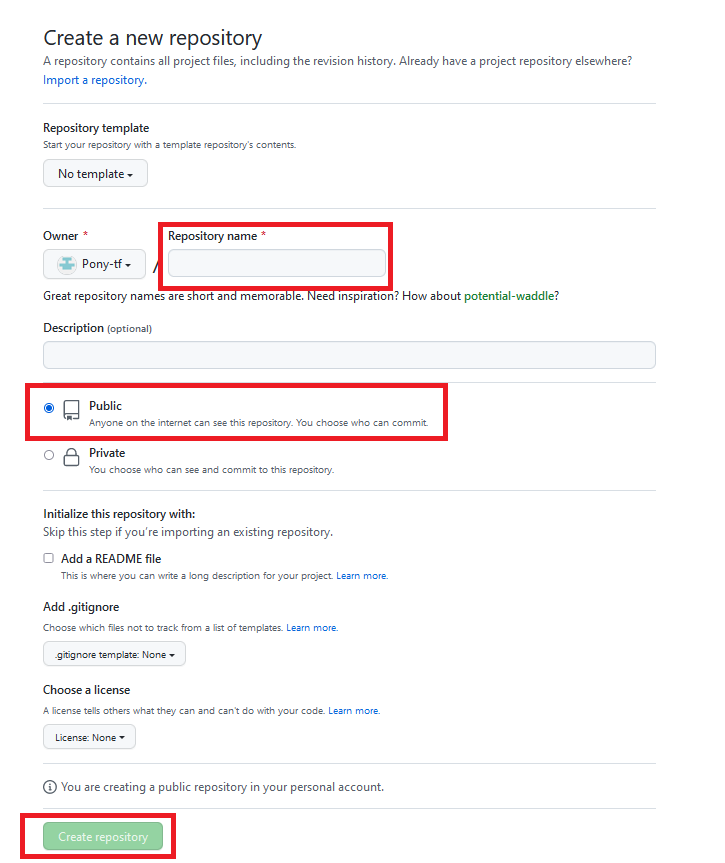 Create a new repository
A repository contains all project files, including the revision history. Already have a project repository elsewhere?
Import a repository.
Repository template
Start your repository with a template repository's contents.
No template
Owner * Repository name *
Pony-tf /
Great repository names are short and memorable. Need inspiration? How about potential-waddle?
Description (optional)
Public
Anyone on the internet can see this repository. You choose who can commit.
Private
You choose who can see and commit to this repository.
Initialize this repository with:
Skip this step if you're importing an existing repository.
Add a README file
This is where you can write a long description for your project. Learn more.
Add .gitignore
Choose which files not to track from a list of templates. Learn more.
.gitignore template: None
Choose a license
A license tells others what they can and can't do with your code. Learn more.
License: None
You are creating a public repository in your personal account.
Create repository